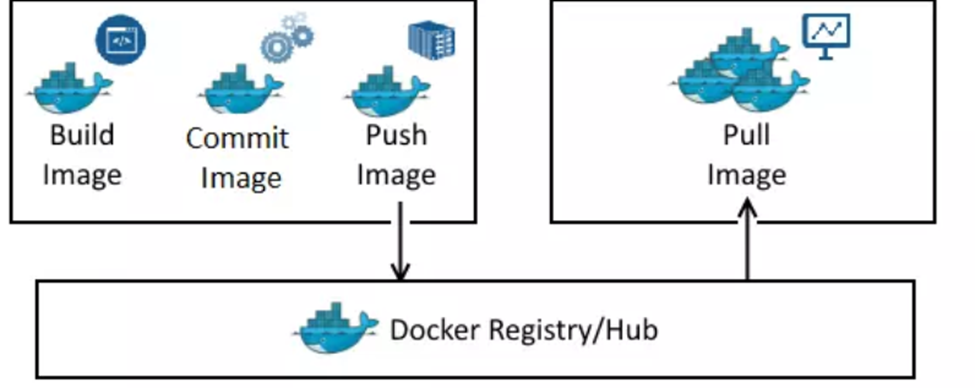 Build
Image
Commit
Image
Push
Image
Pull
Image
Docker Registry/Hub